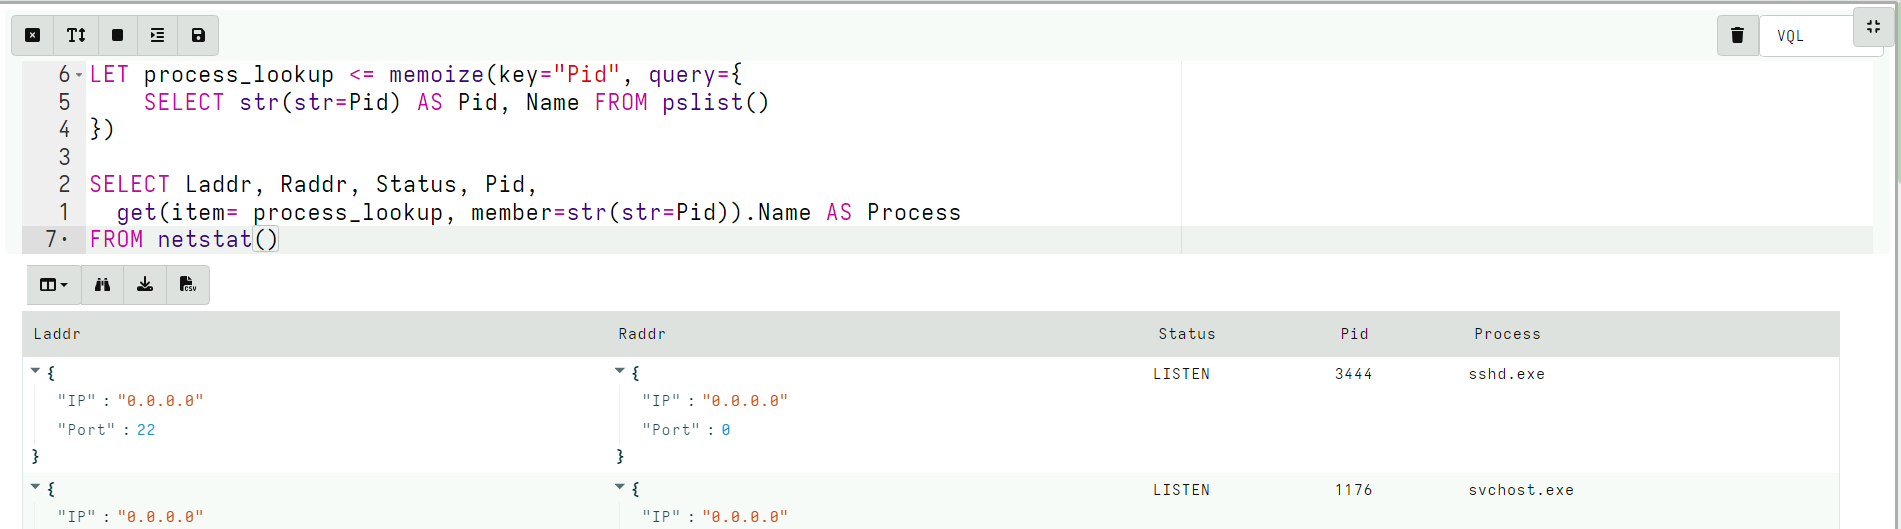 VQL
6 LET process_lookup <= memoize(key="Pid", query={
5 SELECT str(str=Pid) AS Pid, Name FROM pslist()
4 })
3
2 SELECT Laddr, Raddr, Status, Pid,
1 get(item= process_lookup, member=str(str=Pid)).Name AS Process
7 FROM netstat()
CSV
Laddr Raddr Status Pid Process
{ { LISTEN 3444 sshd.exe
"IP" : "0.0.0.0" "IP" : "0.0.0.0"
"Port" : 22 "Port" : 0
} }
{ { LISTEN 1176 svchost.exe
"IP" : "0.0.0.0" "IP" : "0.0.0.0"